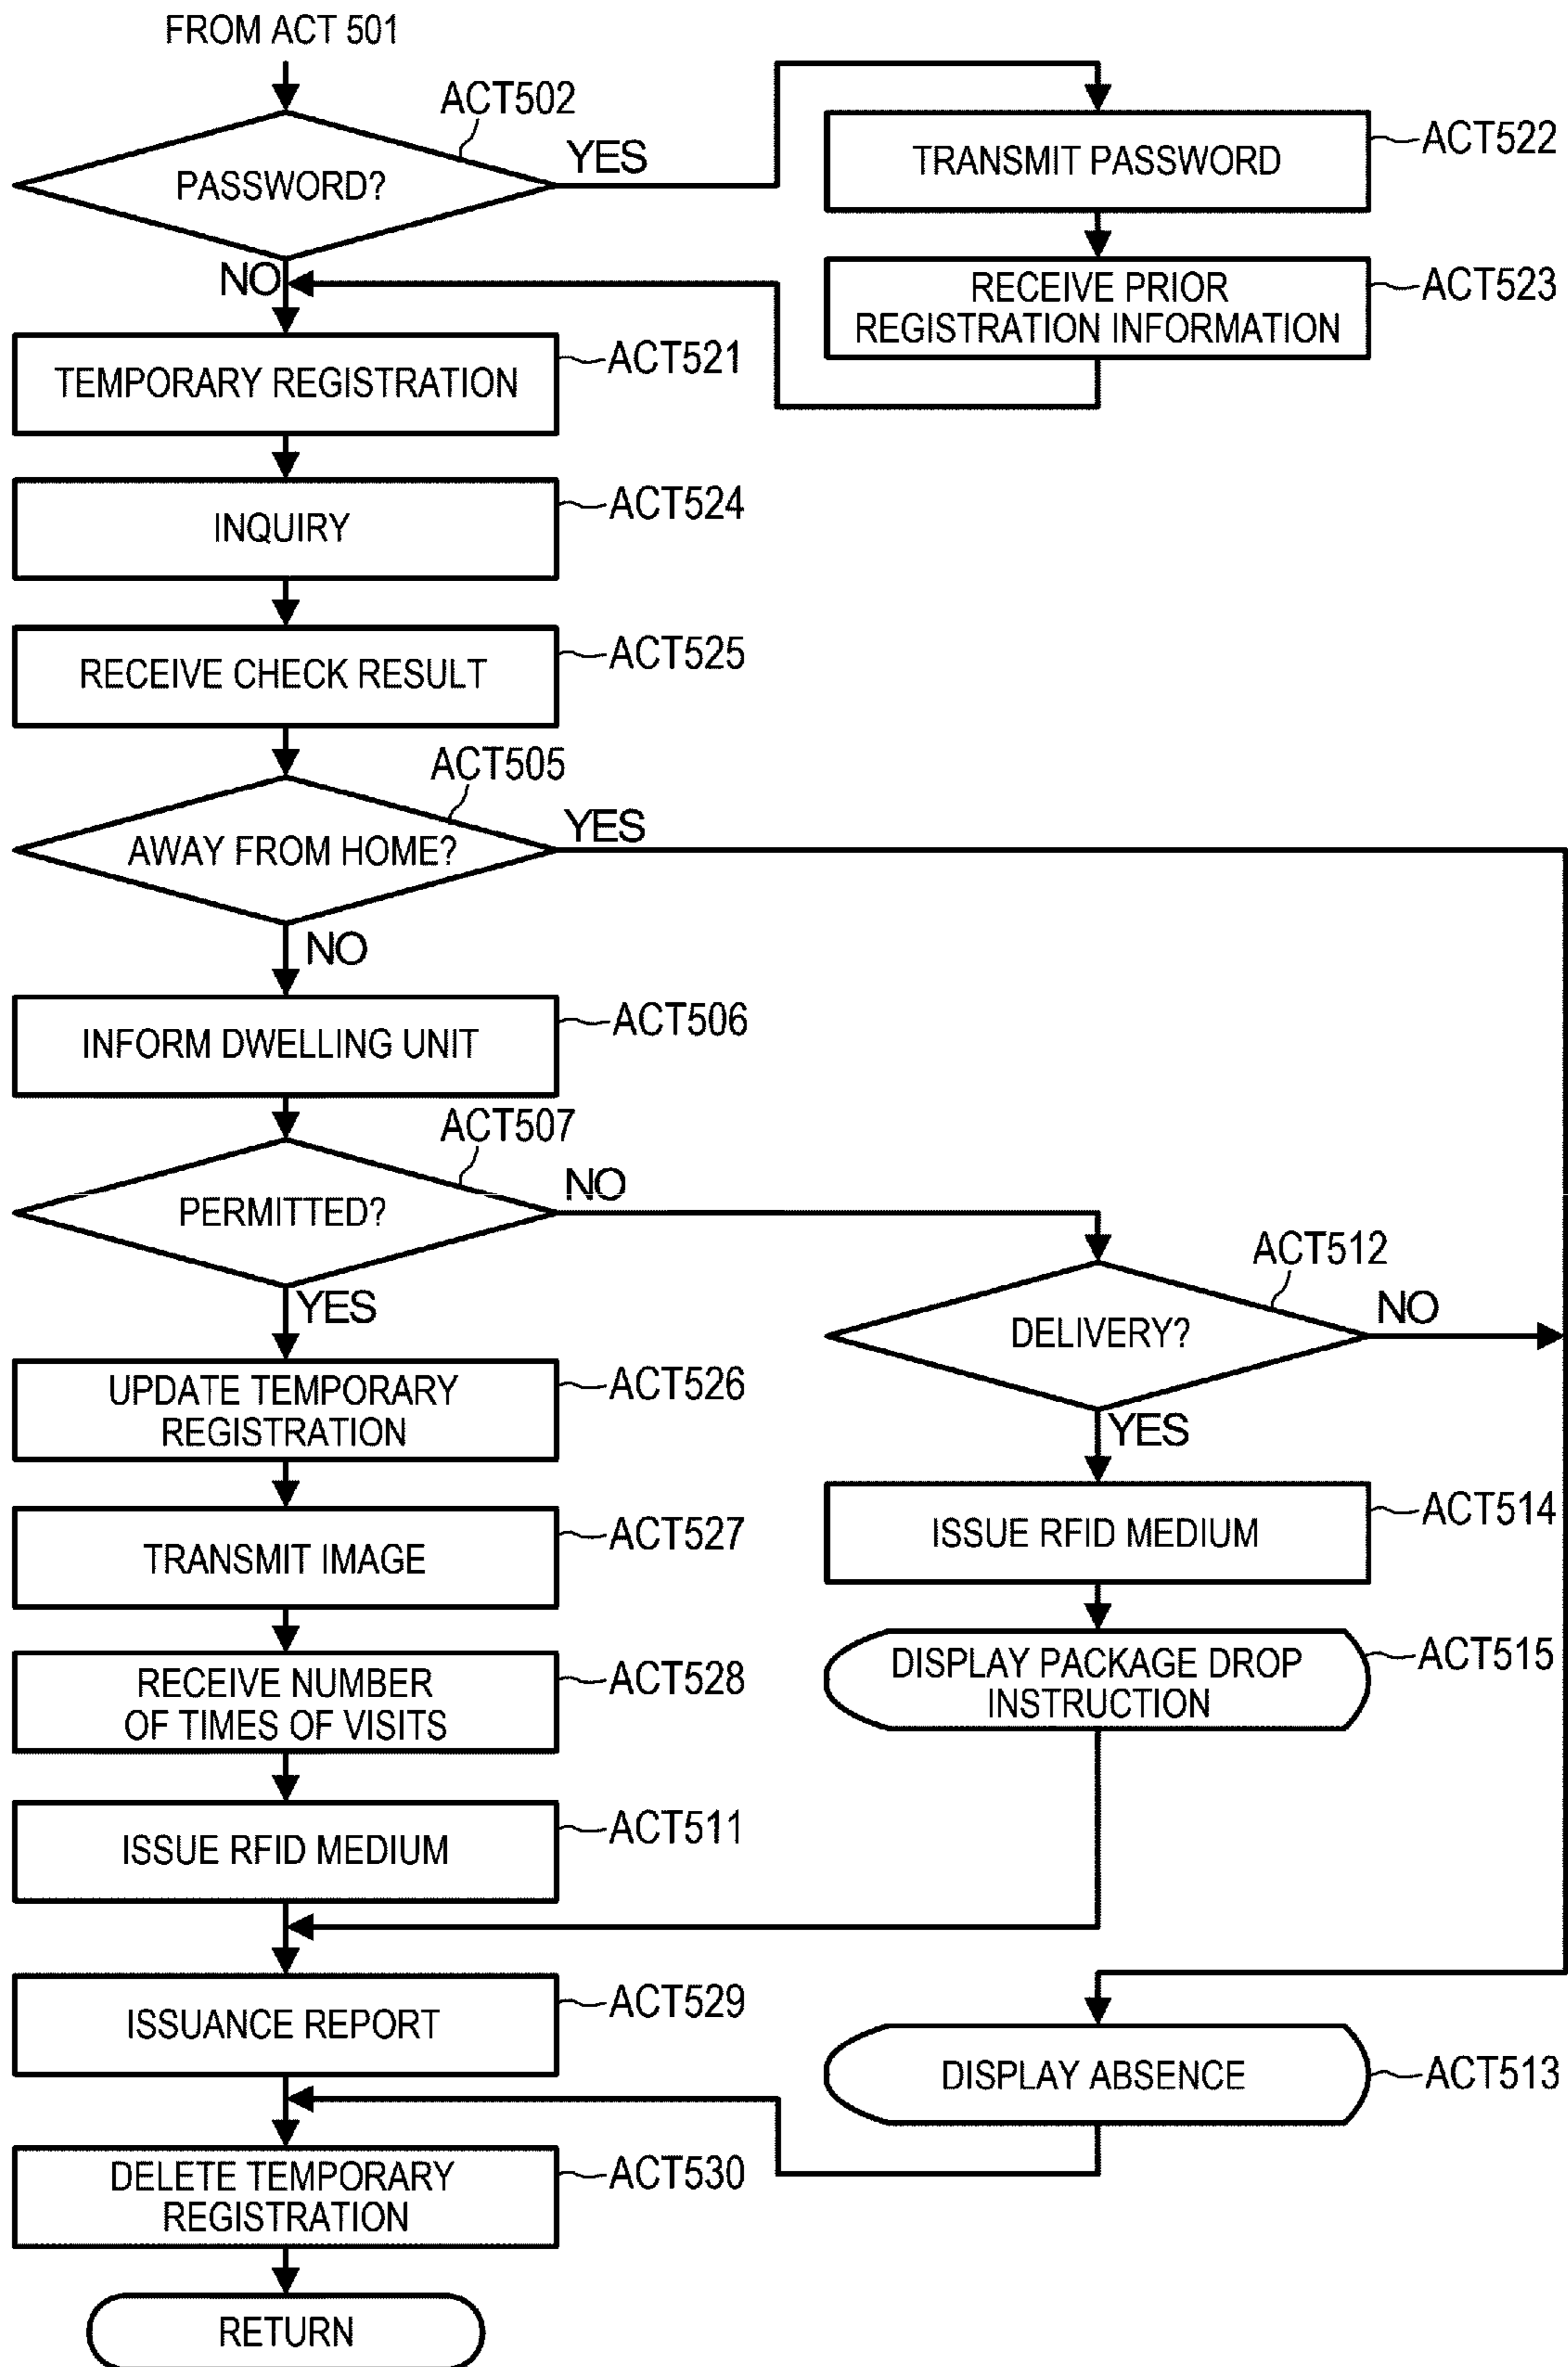 FROM ACT 501
ACT502
PASSWORD?
YES
NO
TRANSMIT PASSWORD
ACT522
RECEIVE PRIOR
REGISTRATION INFORMATION
ACT523
TEMPORARY REGISTRATION
ACT521
INQUIRY
ACT524
RECEIVE CHECK RESULT
ACT525
ACT505
AWAY FROM HOME?
YES
NO
INFORM DWELLING UNIT
ACT506
ACT507
PERMITTED?
NO
YES
ACT512
DELIVERY?
NO
YES
UPDATE TEMPORARY
REGISTRATION
ACT526
ISSUE RFID MEDIUM
ACT514
TRANSMIT IMAGE
ACT527
DISPLAY PACKAGE DROP
INSTRUCTION
ACT515
RECEIVE NUMBER
OF TIMES OF VISITS
ACT528
ISSUE RFID MEDIUM
ACT511
ISSUANCE REPORT
ACT529
DISPLAY ABSENCE
ACT513
DELETE TEMPORARY
REGISTRATION
ACT530
RETURN